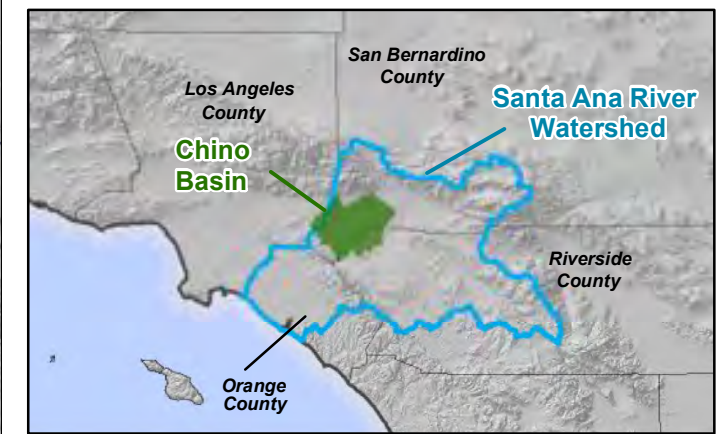 San Bernardino
County
Los Angeles
County
Santa Ana River
Watershed
Chino
Basin
Riverside
County
Orange
County